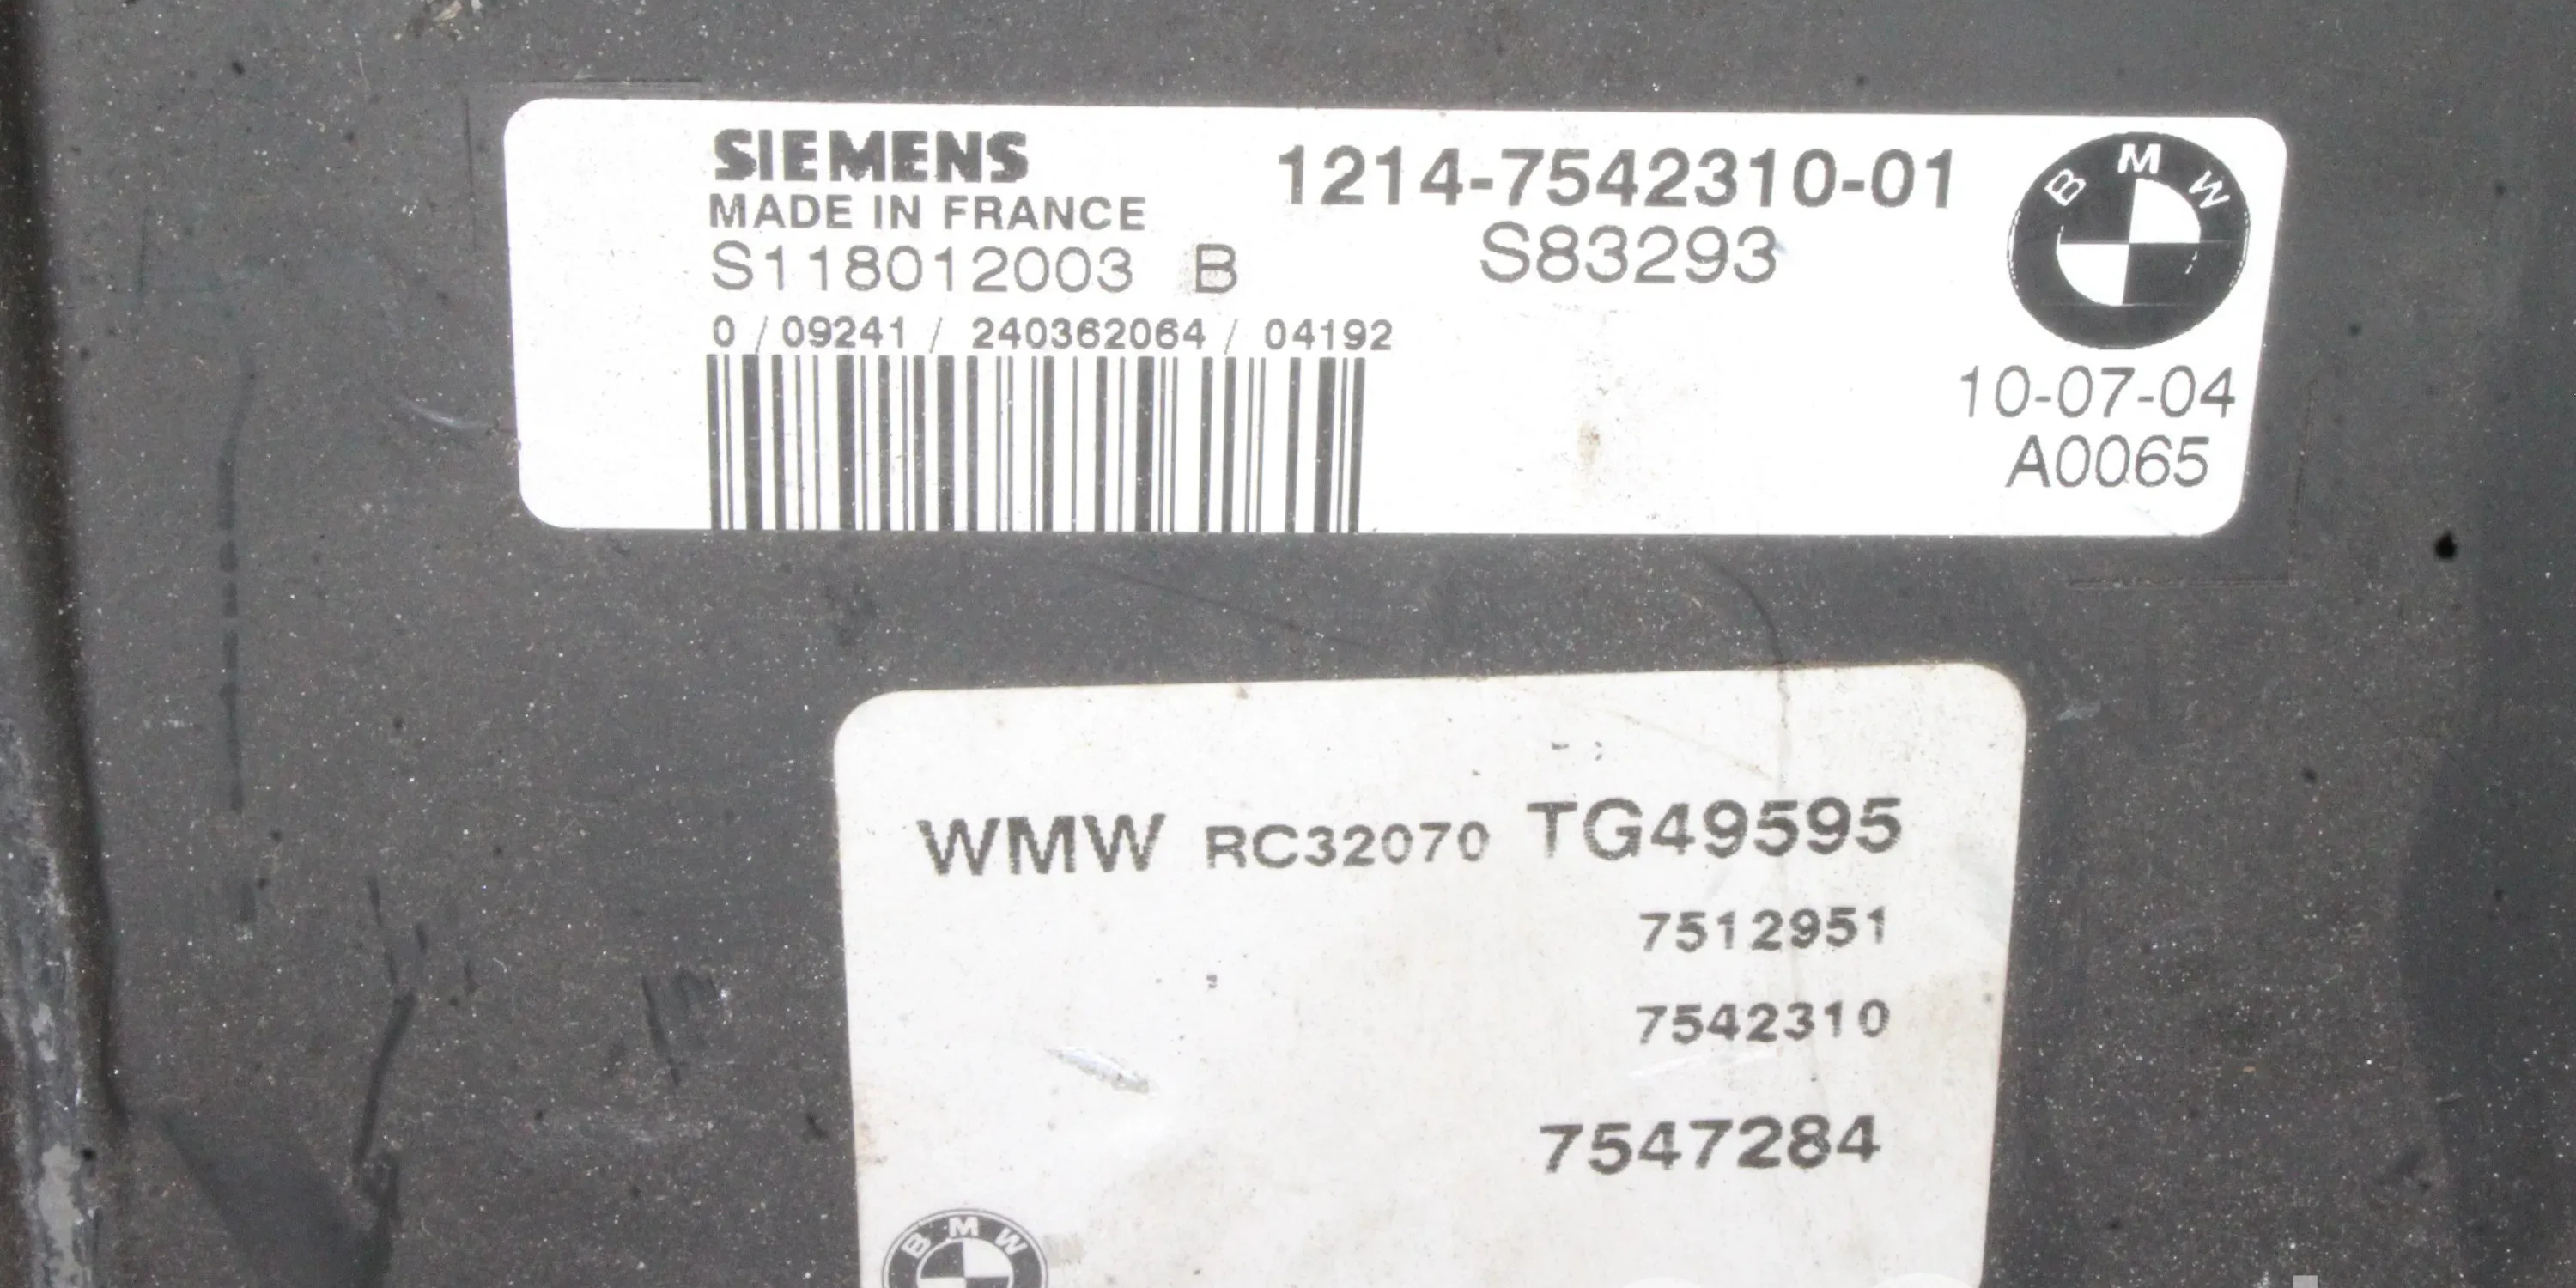 SIEMENS
MADE IN FRANCE
S118012003 B
1214-7542310-01
S83293
0 / 09241 / 240362064 / 04192
BMW
10-07-04
A0065
WMW RC32070 TG49595
7512951
7542310
7547284
BMW